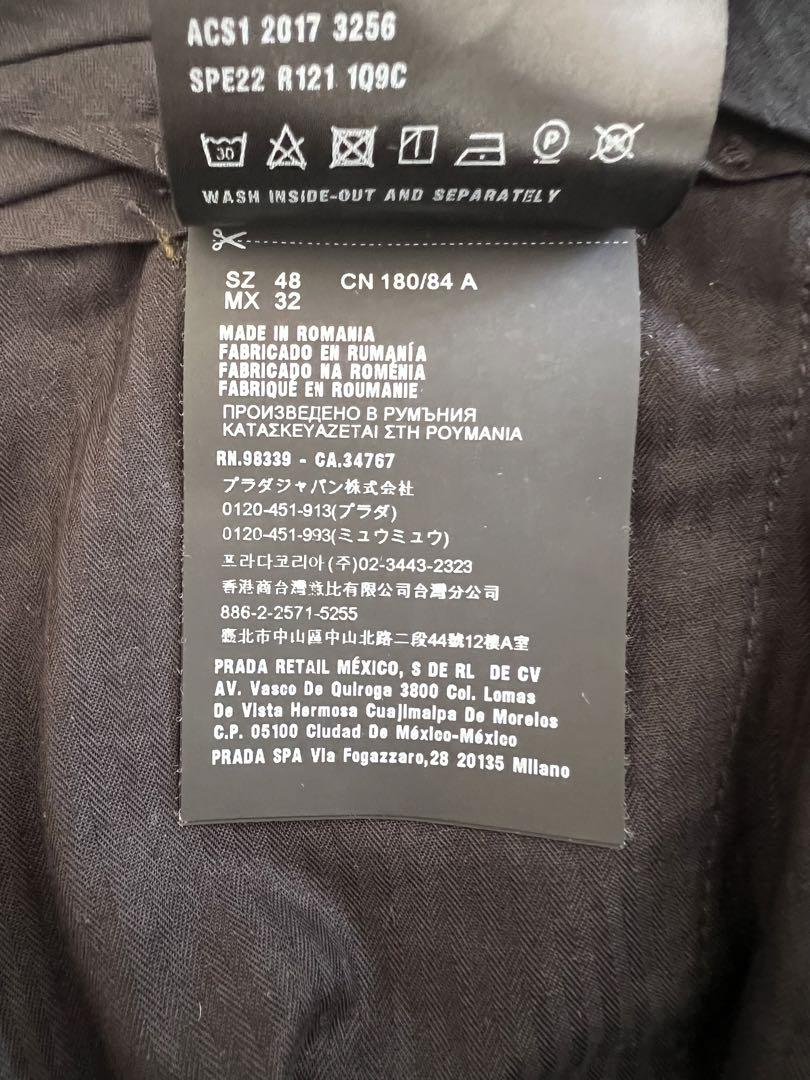 ACS1 2017 3256
SPE22 R121 1Q9C
30
P
WASH INSIDE-OUT AND SEPARATELY
SZ 48 CN 180/84 A
MX 32
MADE IN ROMANIA
FABRICADO EN RUMANÍA
FABRICADO NA ROMÊNIA
FABRIQUÉ EN ROUMANIE
ПРОИЗВЕДЕНО В РУМЪНИЯ
ΚΑΤΑΣΚΕΥΑΖΕΤΑΙ ΣΤΗ ΡΟΥΜΑΝΙΑ
RN.98339 - CA.34767
プラダジャパン株式会社
0120-451-913(プラダ)
0120-451-993(ミュウミュウ)
프라다코리아(주)02-3443-2323
香港商台灣意比有限公司台灣分公司
886-2-2571-5255
臺北市中山區中山北路二段44號12樓A室
PRADA RETAIL MÉXICO, S DE RL DE CV
AV. Vasco De Quiroga 3800 Col. Lomas
De Vista Hermosa Cuajimalpa De Morelos
C.P. 05100 Ciudad De México-México
PRADA SPA Via Fogazzaro,28 20135 Milano